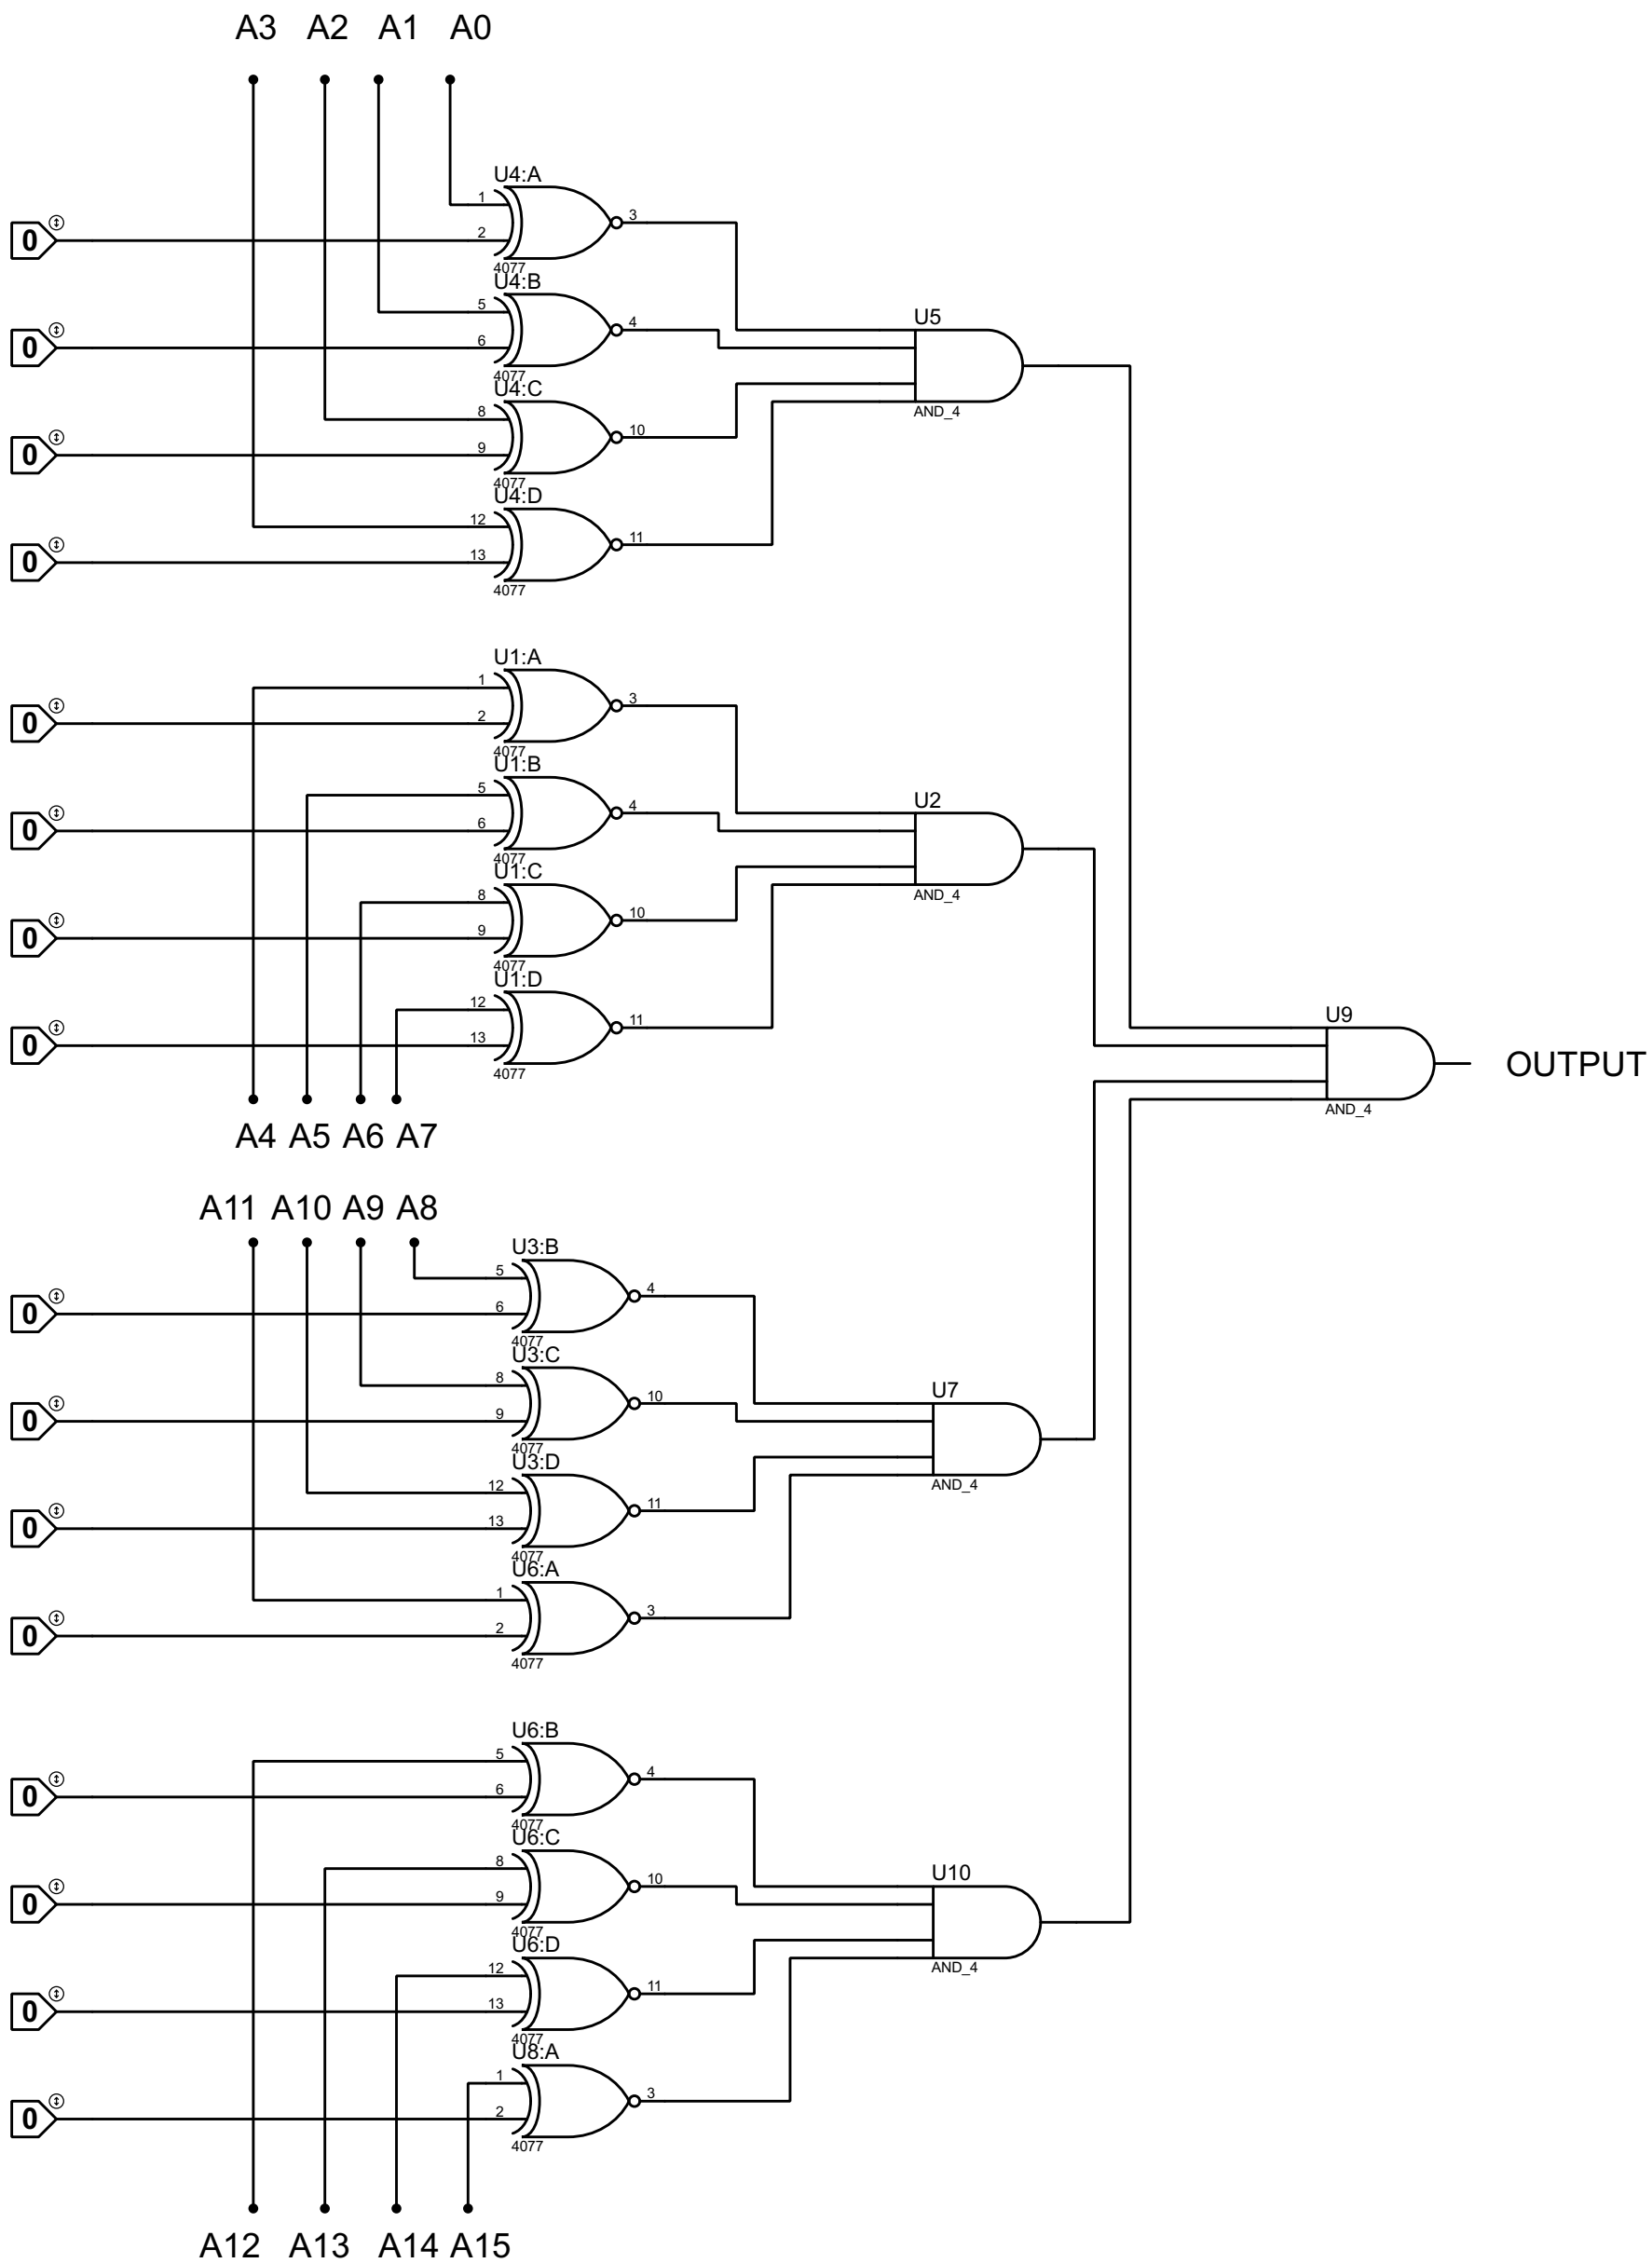 A3 A2 A1 A0
U4:A
1
3
0
2
4077
U4:B
5
4
0
6
4077
U5
U4:C
8
10
0
9
AND_4
4077
U4:D
12
11
0
13
4077
U1:A
1
3
0
2
4077
U1:B
5
4
0
6
4077
U2
U1:C
8
10
0
9
AND_4
4077
U1:D
12
11
0
13
4077
U9
OUTPUT
AND_4
A4 A5 A6 A7
A11 A10 A9 A8
U3:B
5
4
0
6
4077
U3:C
8
10
0
9
4077
U7
U3:D
12
11
0
13
AND_4
4077
U6:A
1
3
0
2
4077
U6:B
5
4
0
6
4077
U6:C
8
10
0
9
4077
U10
U6:D
12
11
0
13
AND_4
4077
U8:A
1
3
0
2
4077
A12 A13 A14 A15